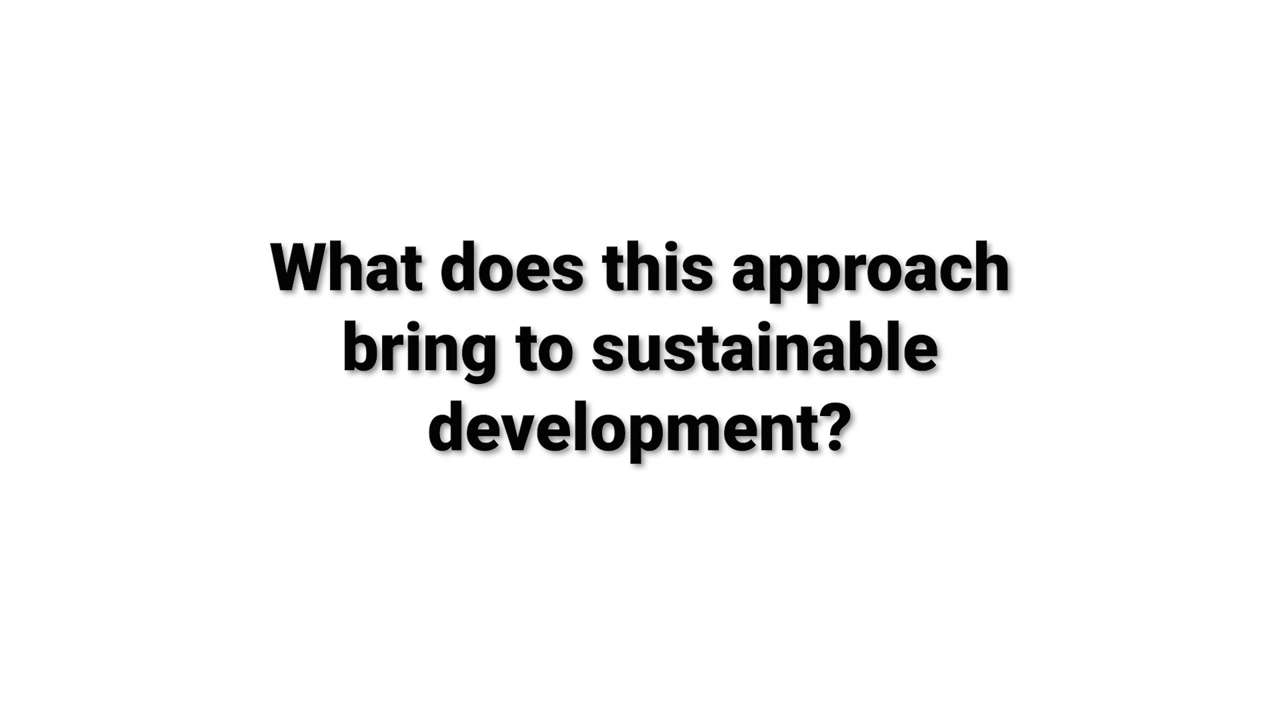 What does this approach
bring to sustainable
development?